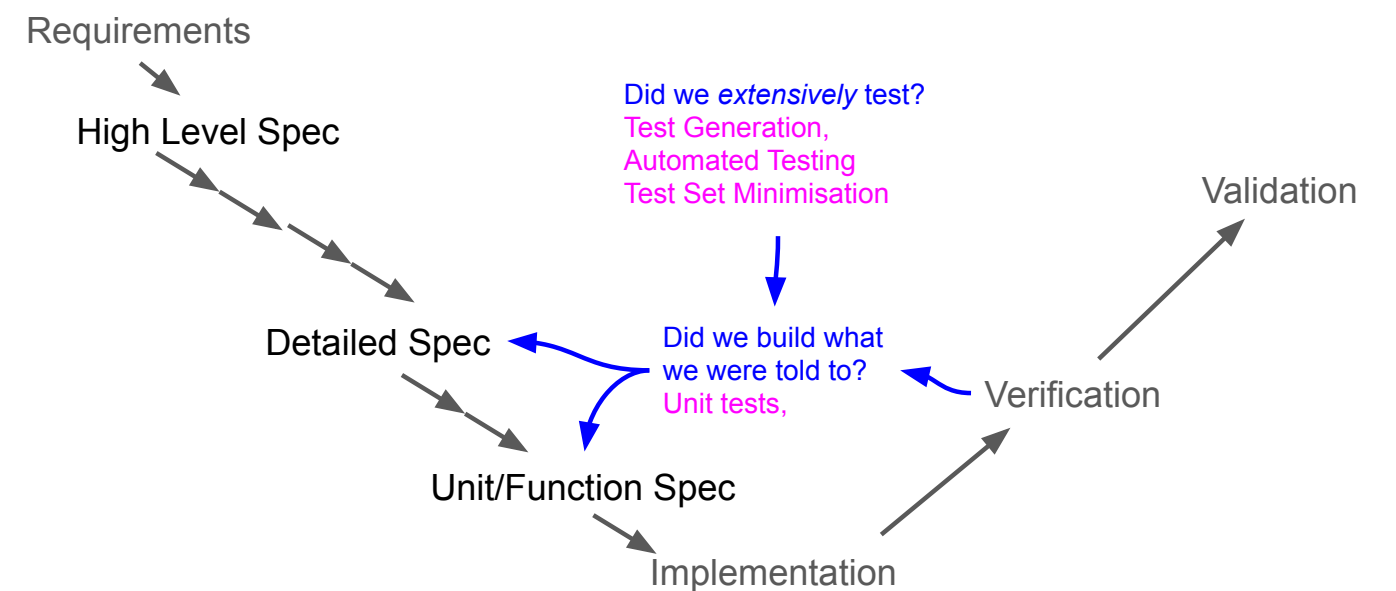 Requirements
High Level Spec
Did we extensively test?
Test Generation,
Automated Testing
Test Set Minimisation
Validation
Detailed Spec
Did we build what
we were told to?
Unit tests,
Verification
Unit/Function Spec
Implementation